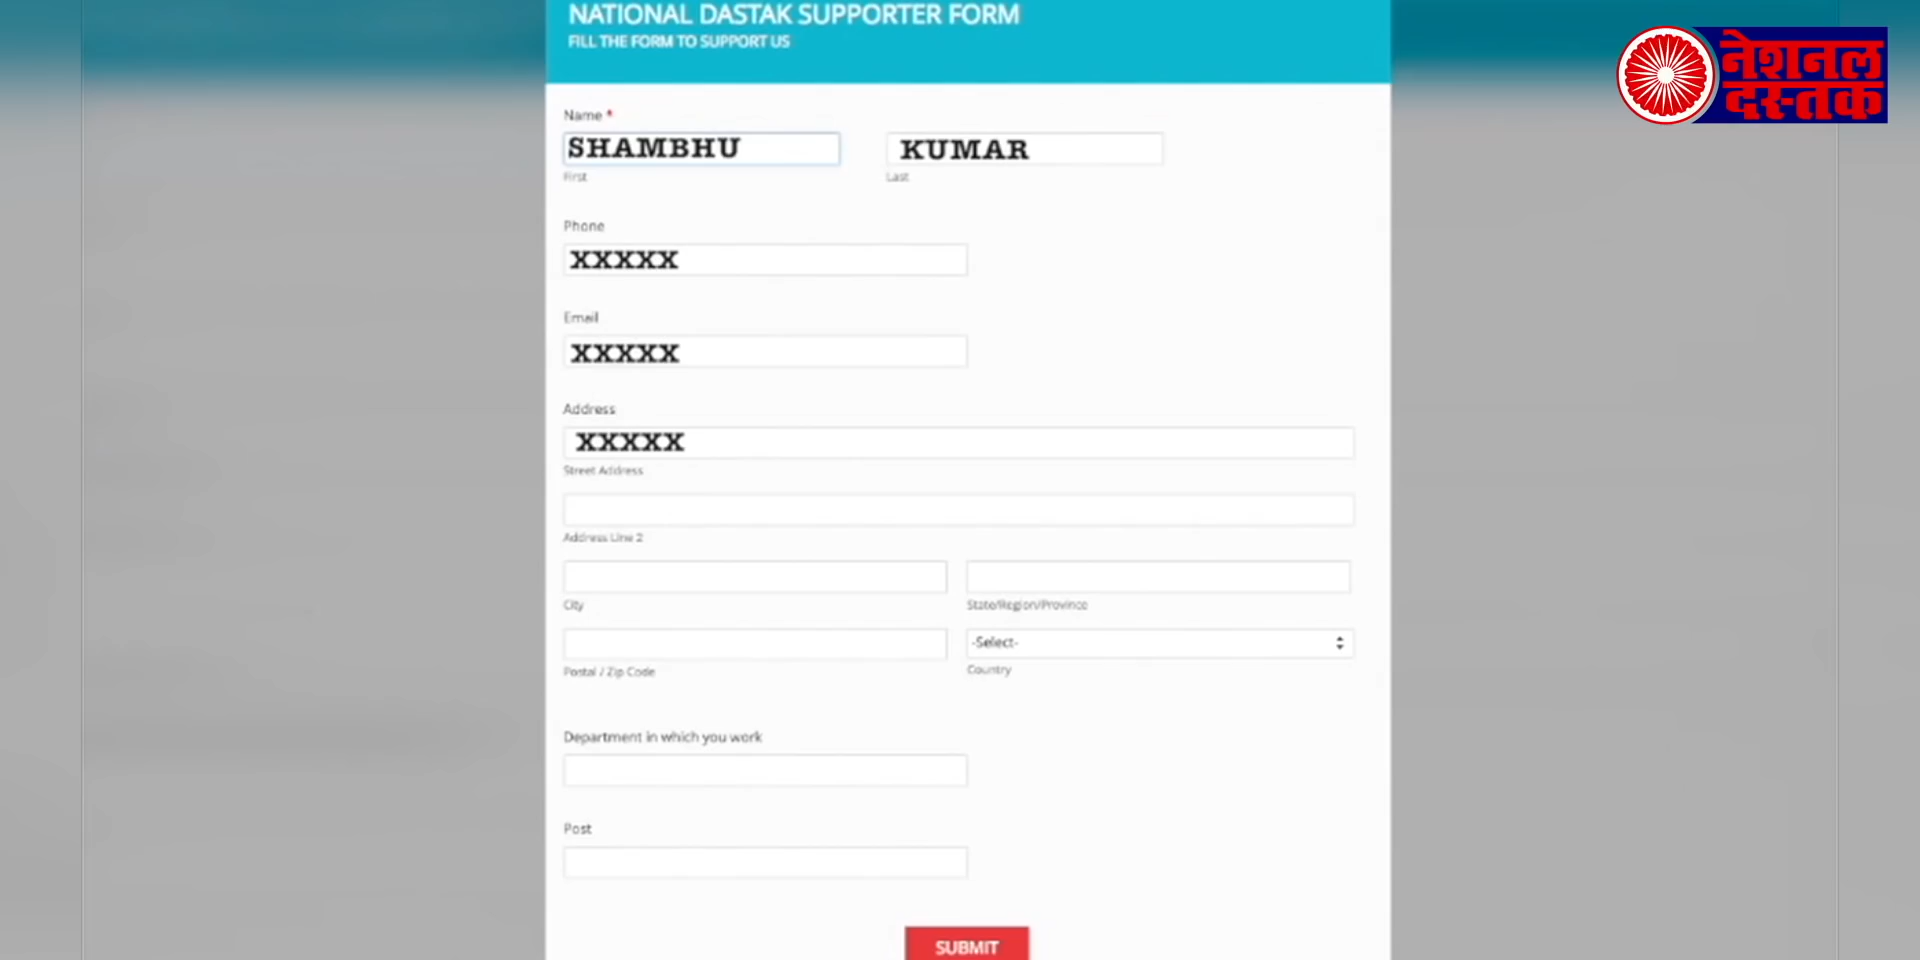 NATIONAL DASTAK SUPPORTER FORM
FILL THE FORM TO SUPPORT US
नेशनल
दस्तक
Name *
SHAMBHU KUMAR
First Last
Phone
XXXXX
Email
XXXXX
Address
XXXXX
Street Address
Address Line 2
City State/Region/Province
-Select-
Postal / Zip Code Country
Department in which you work
Post
SUBMIT